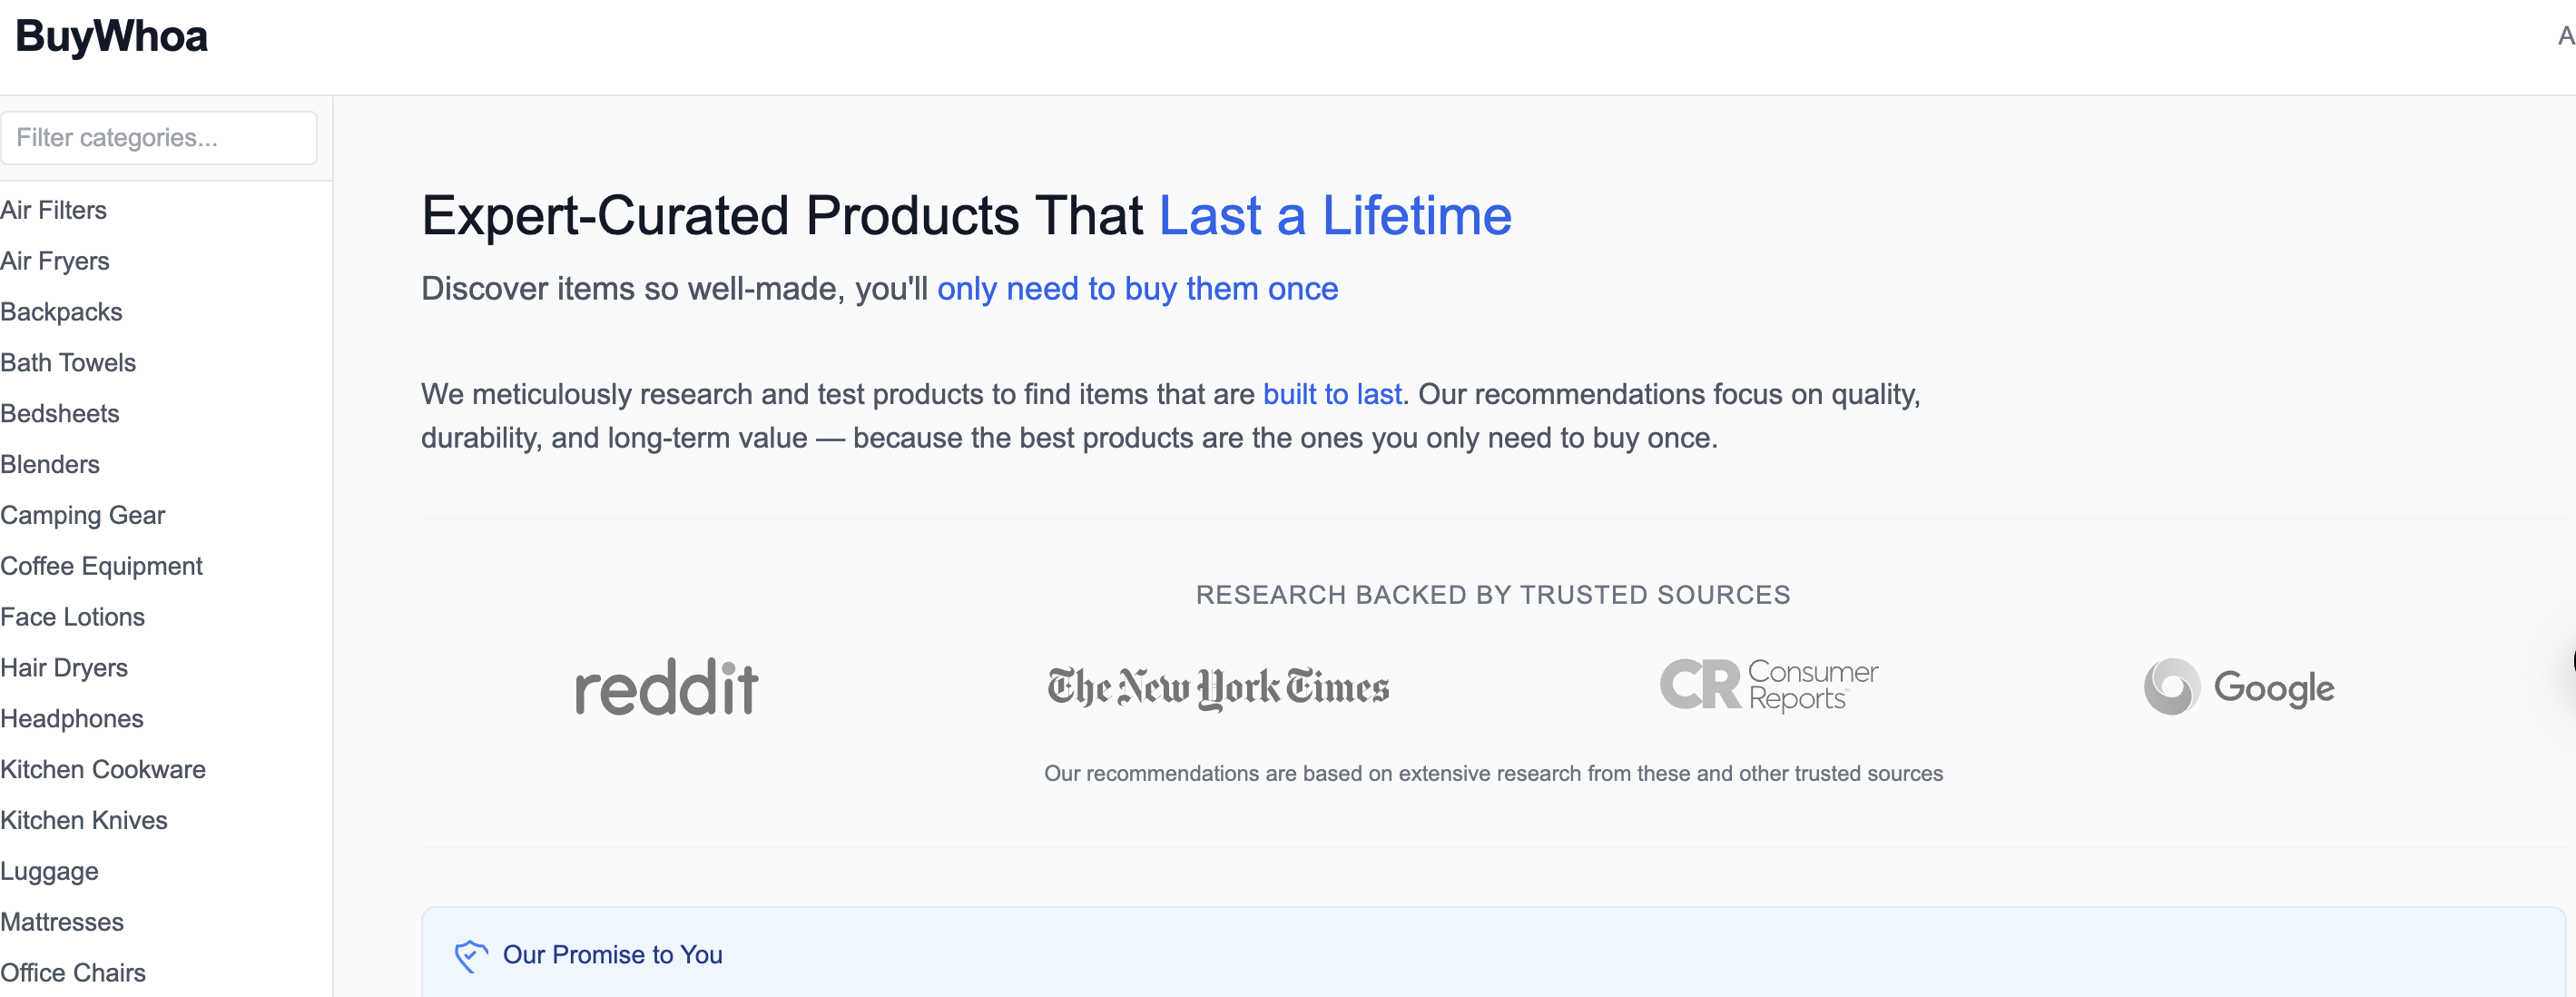 BuyWhoa
A
Filter categories...
Air Filters
Air Fryers
Backpacks
Bath Towels
Bedsheets
Blenders
Camping Gear
Coffee Equipment
Face Lotions
Hair Dryers
Headphones
Kitchen Cookware
Kitchen Knives
Luggage
Mattresses
Office Chairs
Expert-Curated Products That Last a Lifetime
Discover items so well-made, you'll only need to buy them once
We meticulously research and test products to find items that are built to last. Our recommendations focus on quality,
durability, and long-term value — because the best products are the ones you only need to buy once.
RESEARCH BACKED BY TRUSTED SOURCES
reddit
The New York Times
CR Consumer
Reports™
Google
Our recommendations are based on extensive research from these and other trusted sources
Our Promise to You